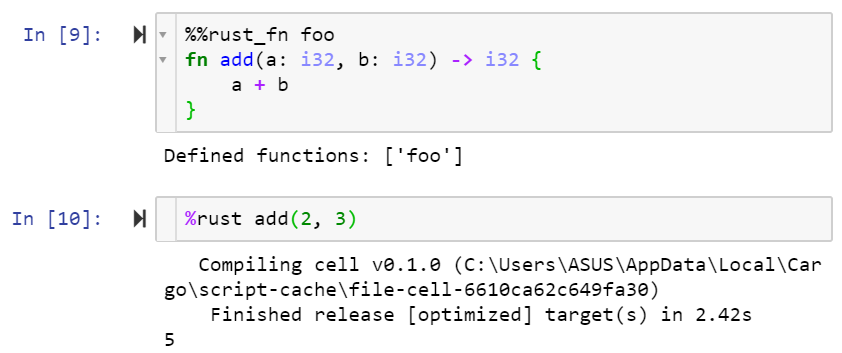 In [9]:
%%rust_fn foo
fn add(a: i32, b: i32) -> i32 {
    a + b
}
Defined functions: ['foo']
In [10]:
%rust add(2, 3)
   Compiling cell v0.1.0 (C:\Users\ASUS\AppData\Local\Car
go\script-cache\file-cell-6610ca62c649fa30)
    Finished release [optimized] target(s) in 2.42s
5